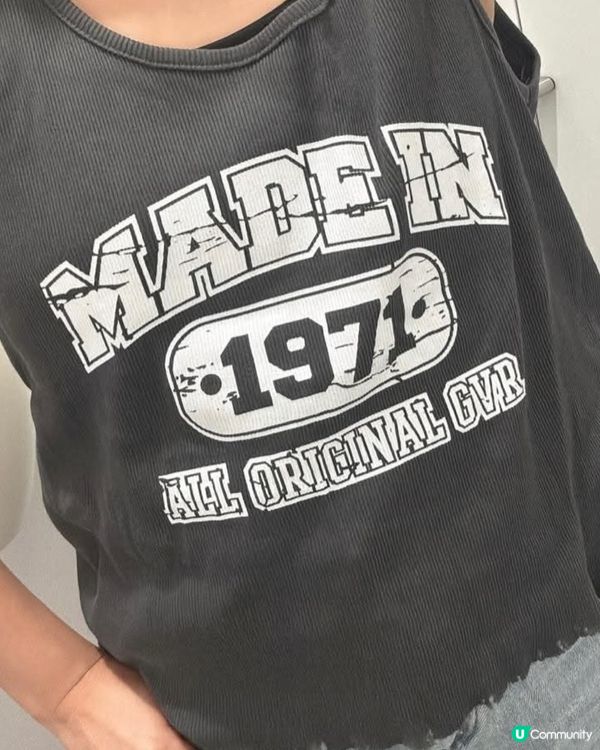 MADE IN
1971
ALL ORIGINAL GVR
U Community